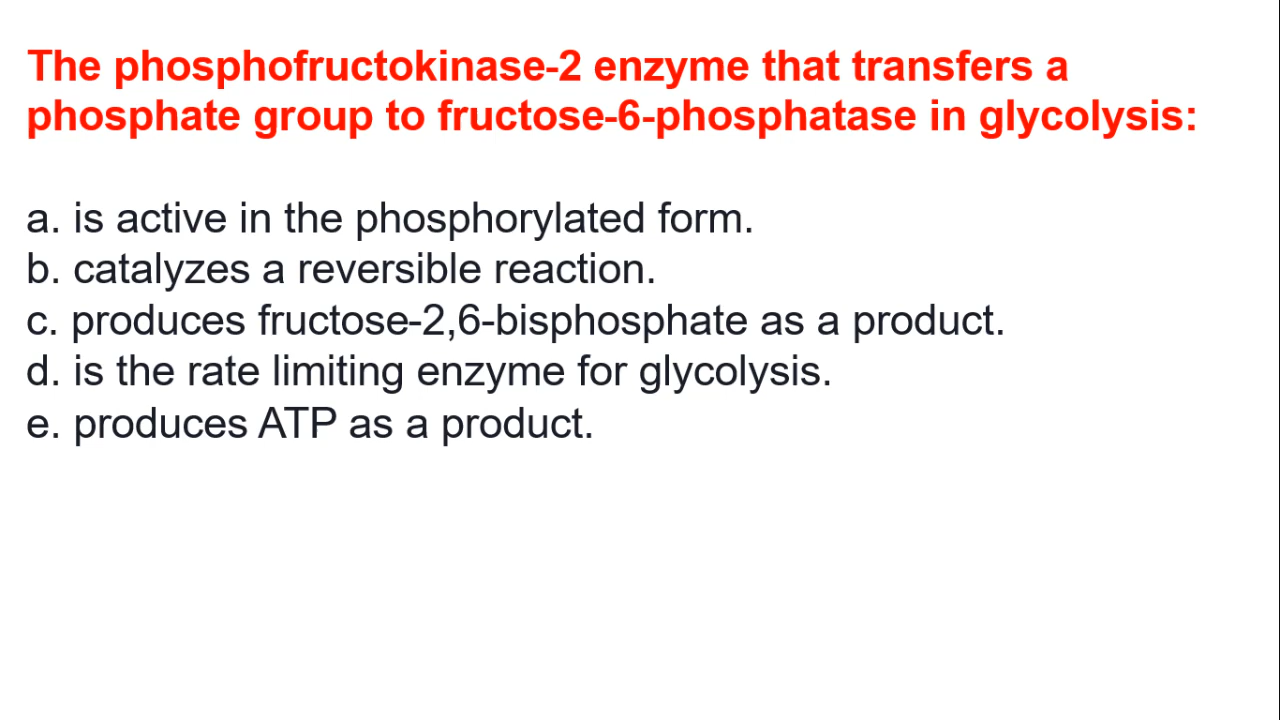 The phosphofructokinase-2 enzyme that transfers a
phosphate group to fructose-6-phosphatase in glycolysis:
a. is active in the phosphorylated form.
b. catalyzes a reversible reaction.
c. produces fructose-2,6-bisphosphate as a product.
d. is the rate limiting enzyme for glycolysis.
e. produces ATP as a product.